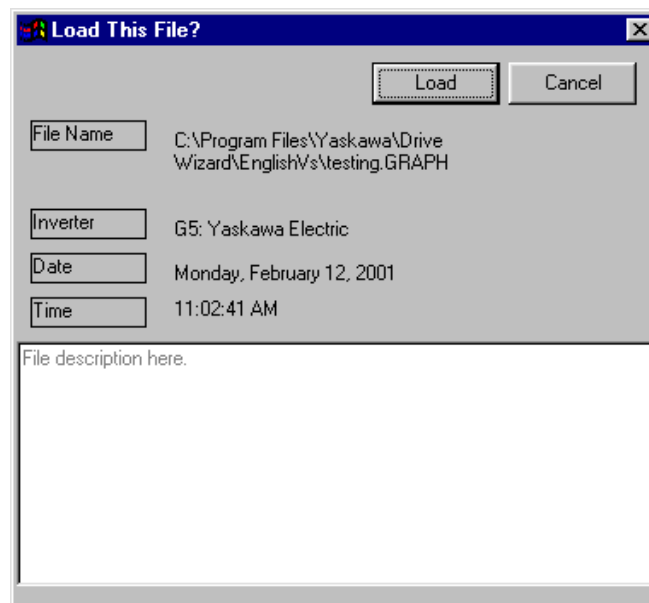 Load This File?
Load
Cancel
File Name
C:\Program Files\Yaskawa\Drive
Wizard\EnglishVs\testing.GRAPH
Inverter
G5: Yaskawa Electric
Date
Monday, February 12, 2001
Time
11:02:41 AM
File description here.